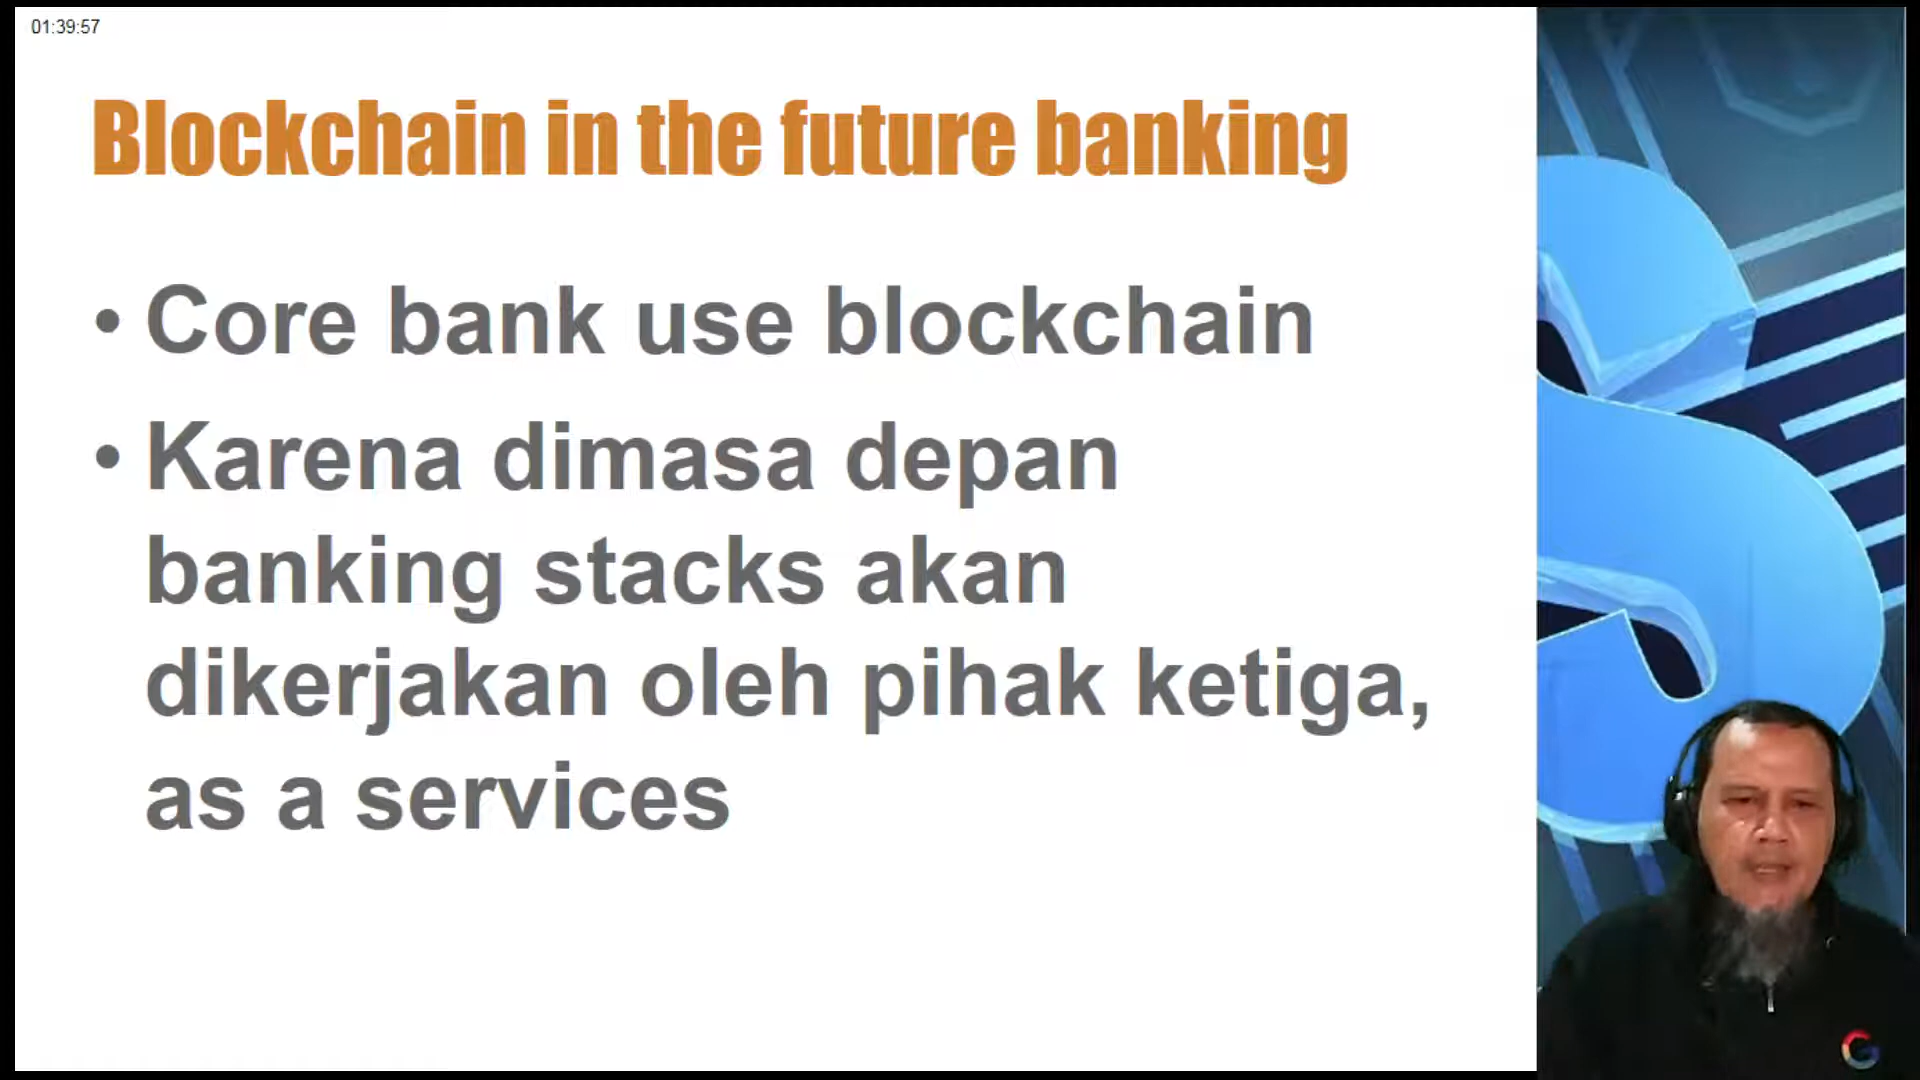 01:39:57
Blockchain in the future banking
• Core bank use blockchain
• Karena dimasa depan
banking stacks akan
dikerjakan oleh pihak ketiga,
as a services
G